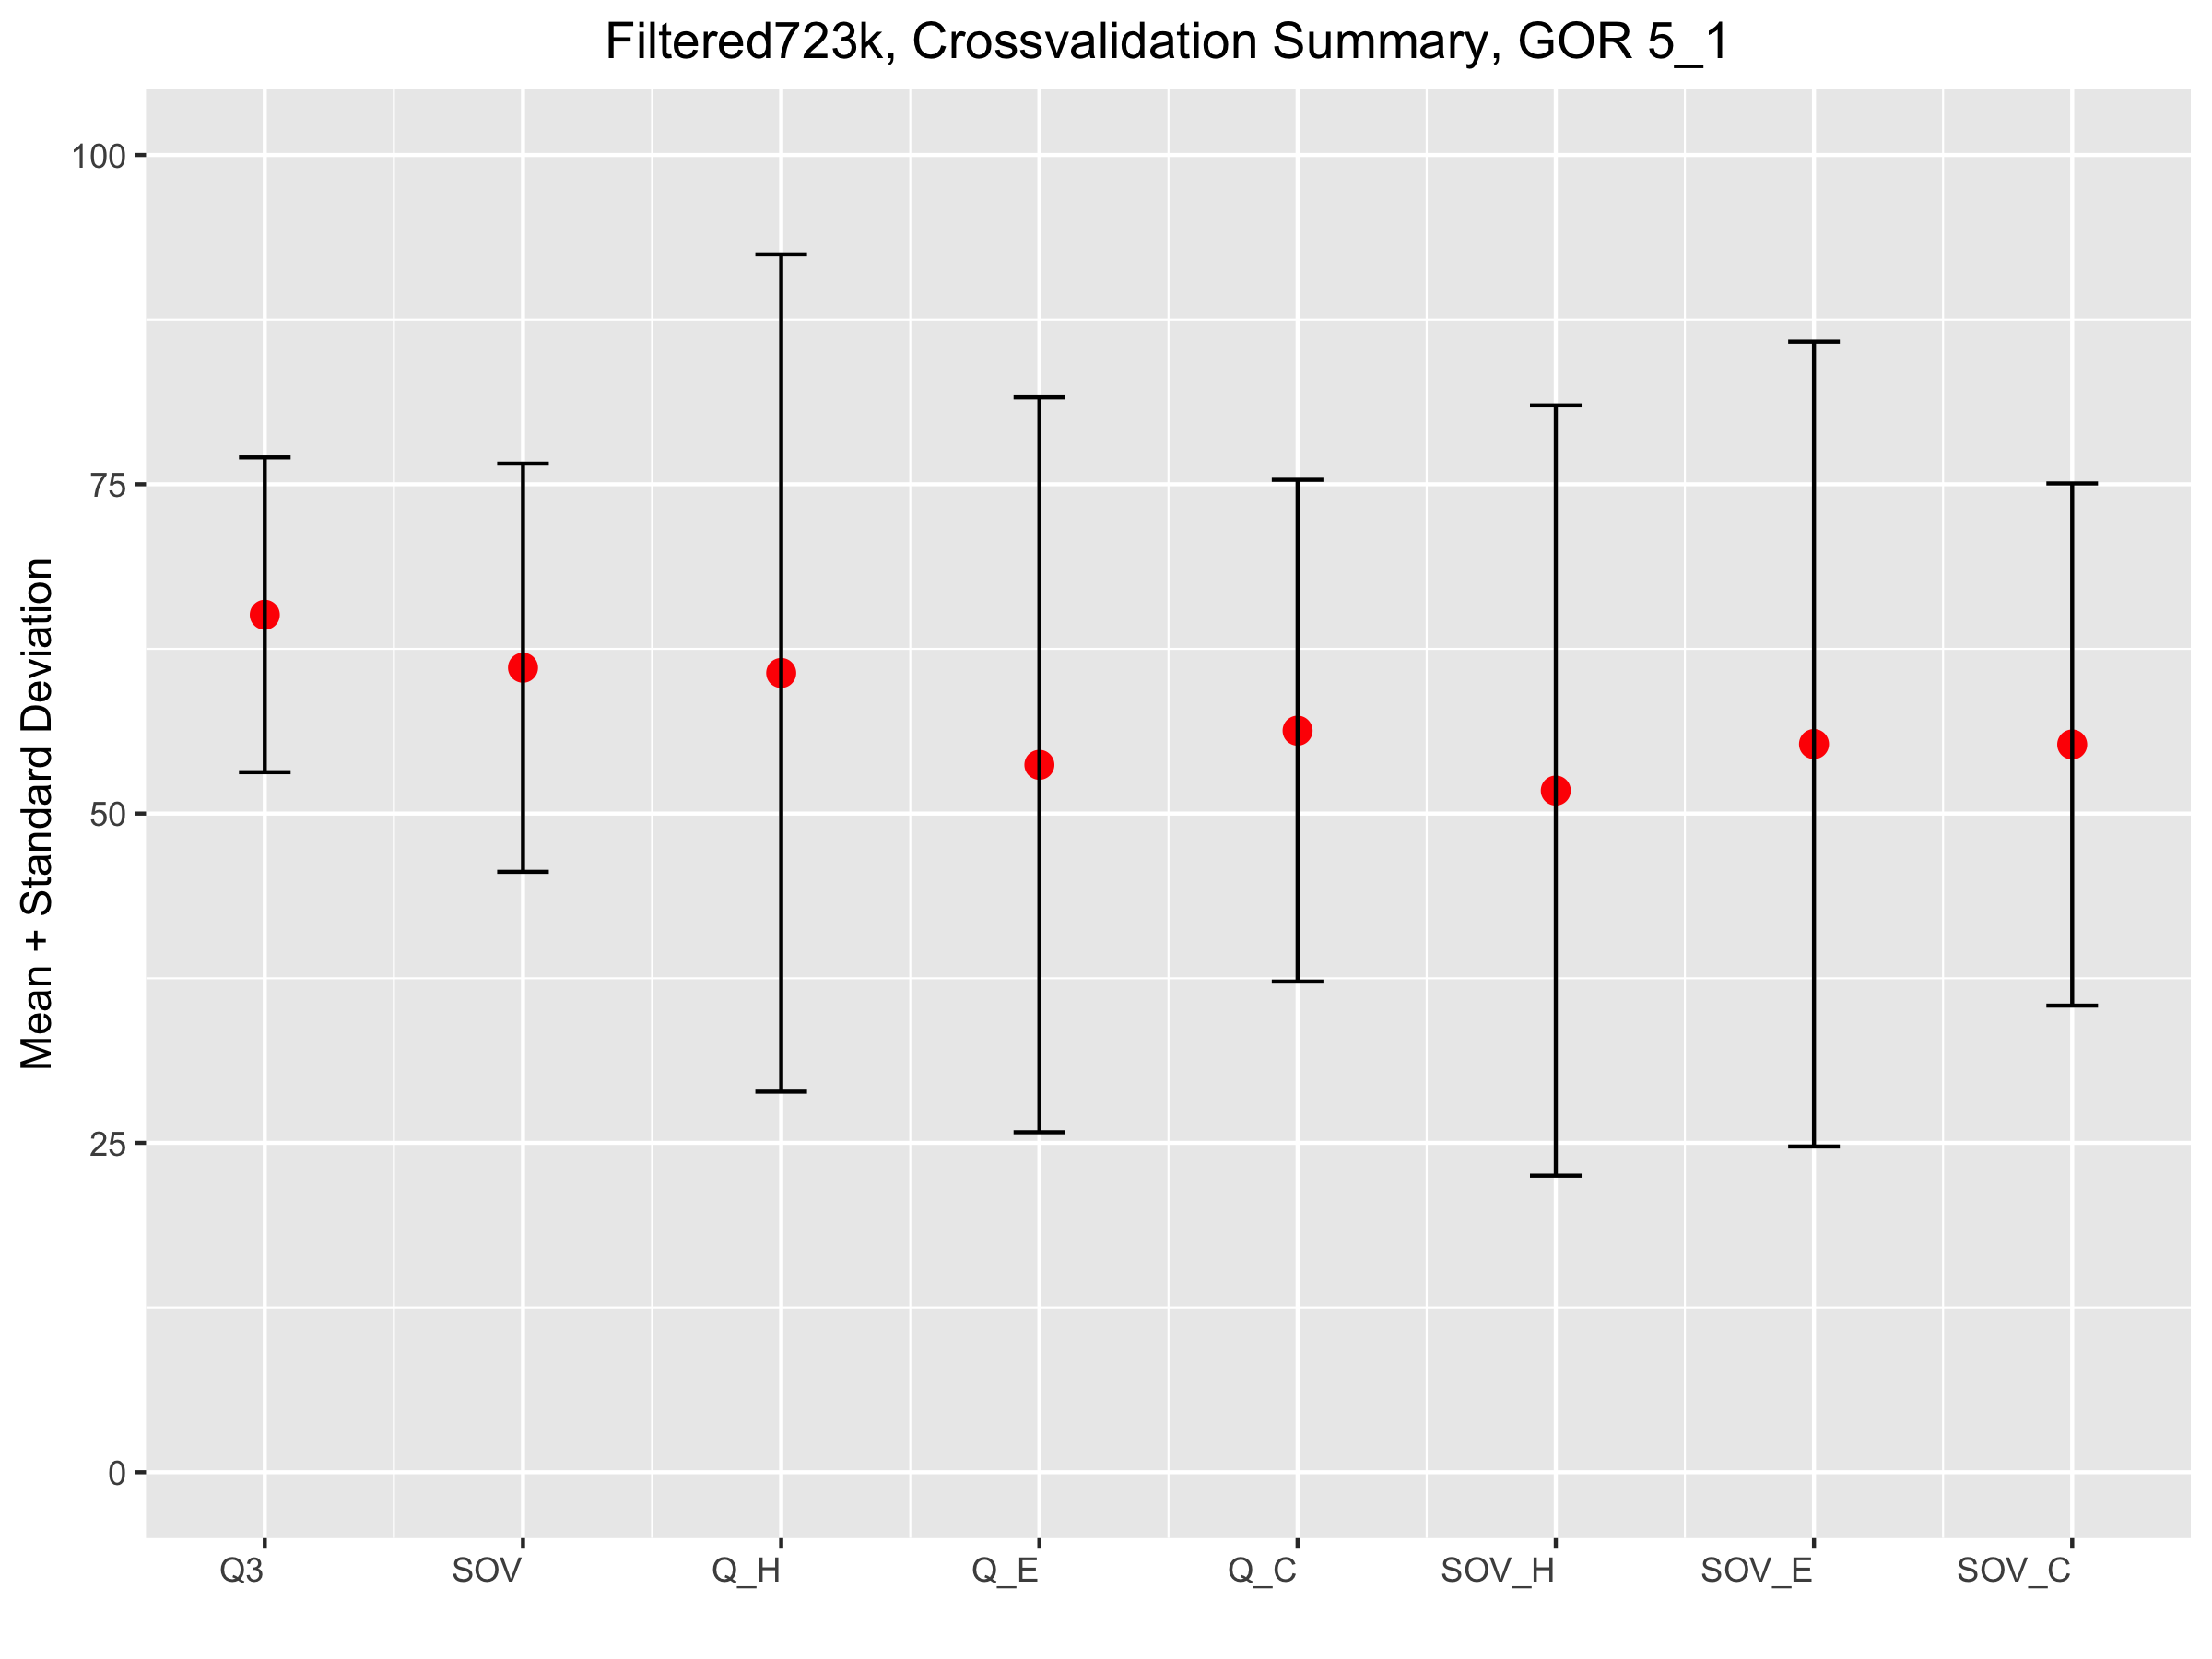 Filtered723k, Crossvalidation Summary, GOR 5_1
Mean + Standard Deviation
100
75
50
25
0
Q3 SOV Q_H Q_E Q_C SOV_H SOV_E SOV_C